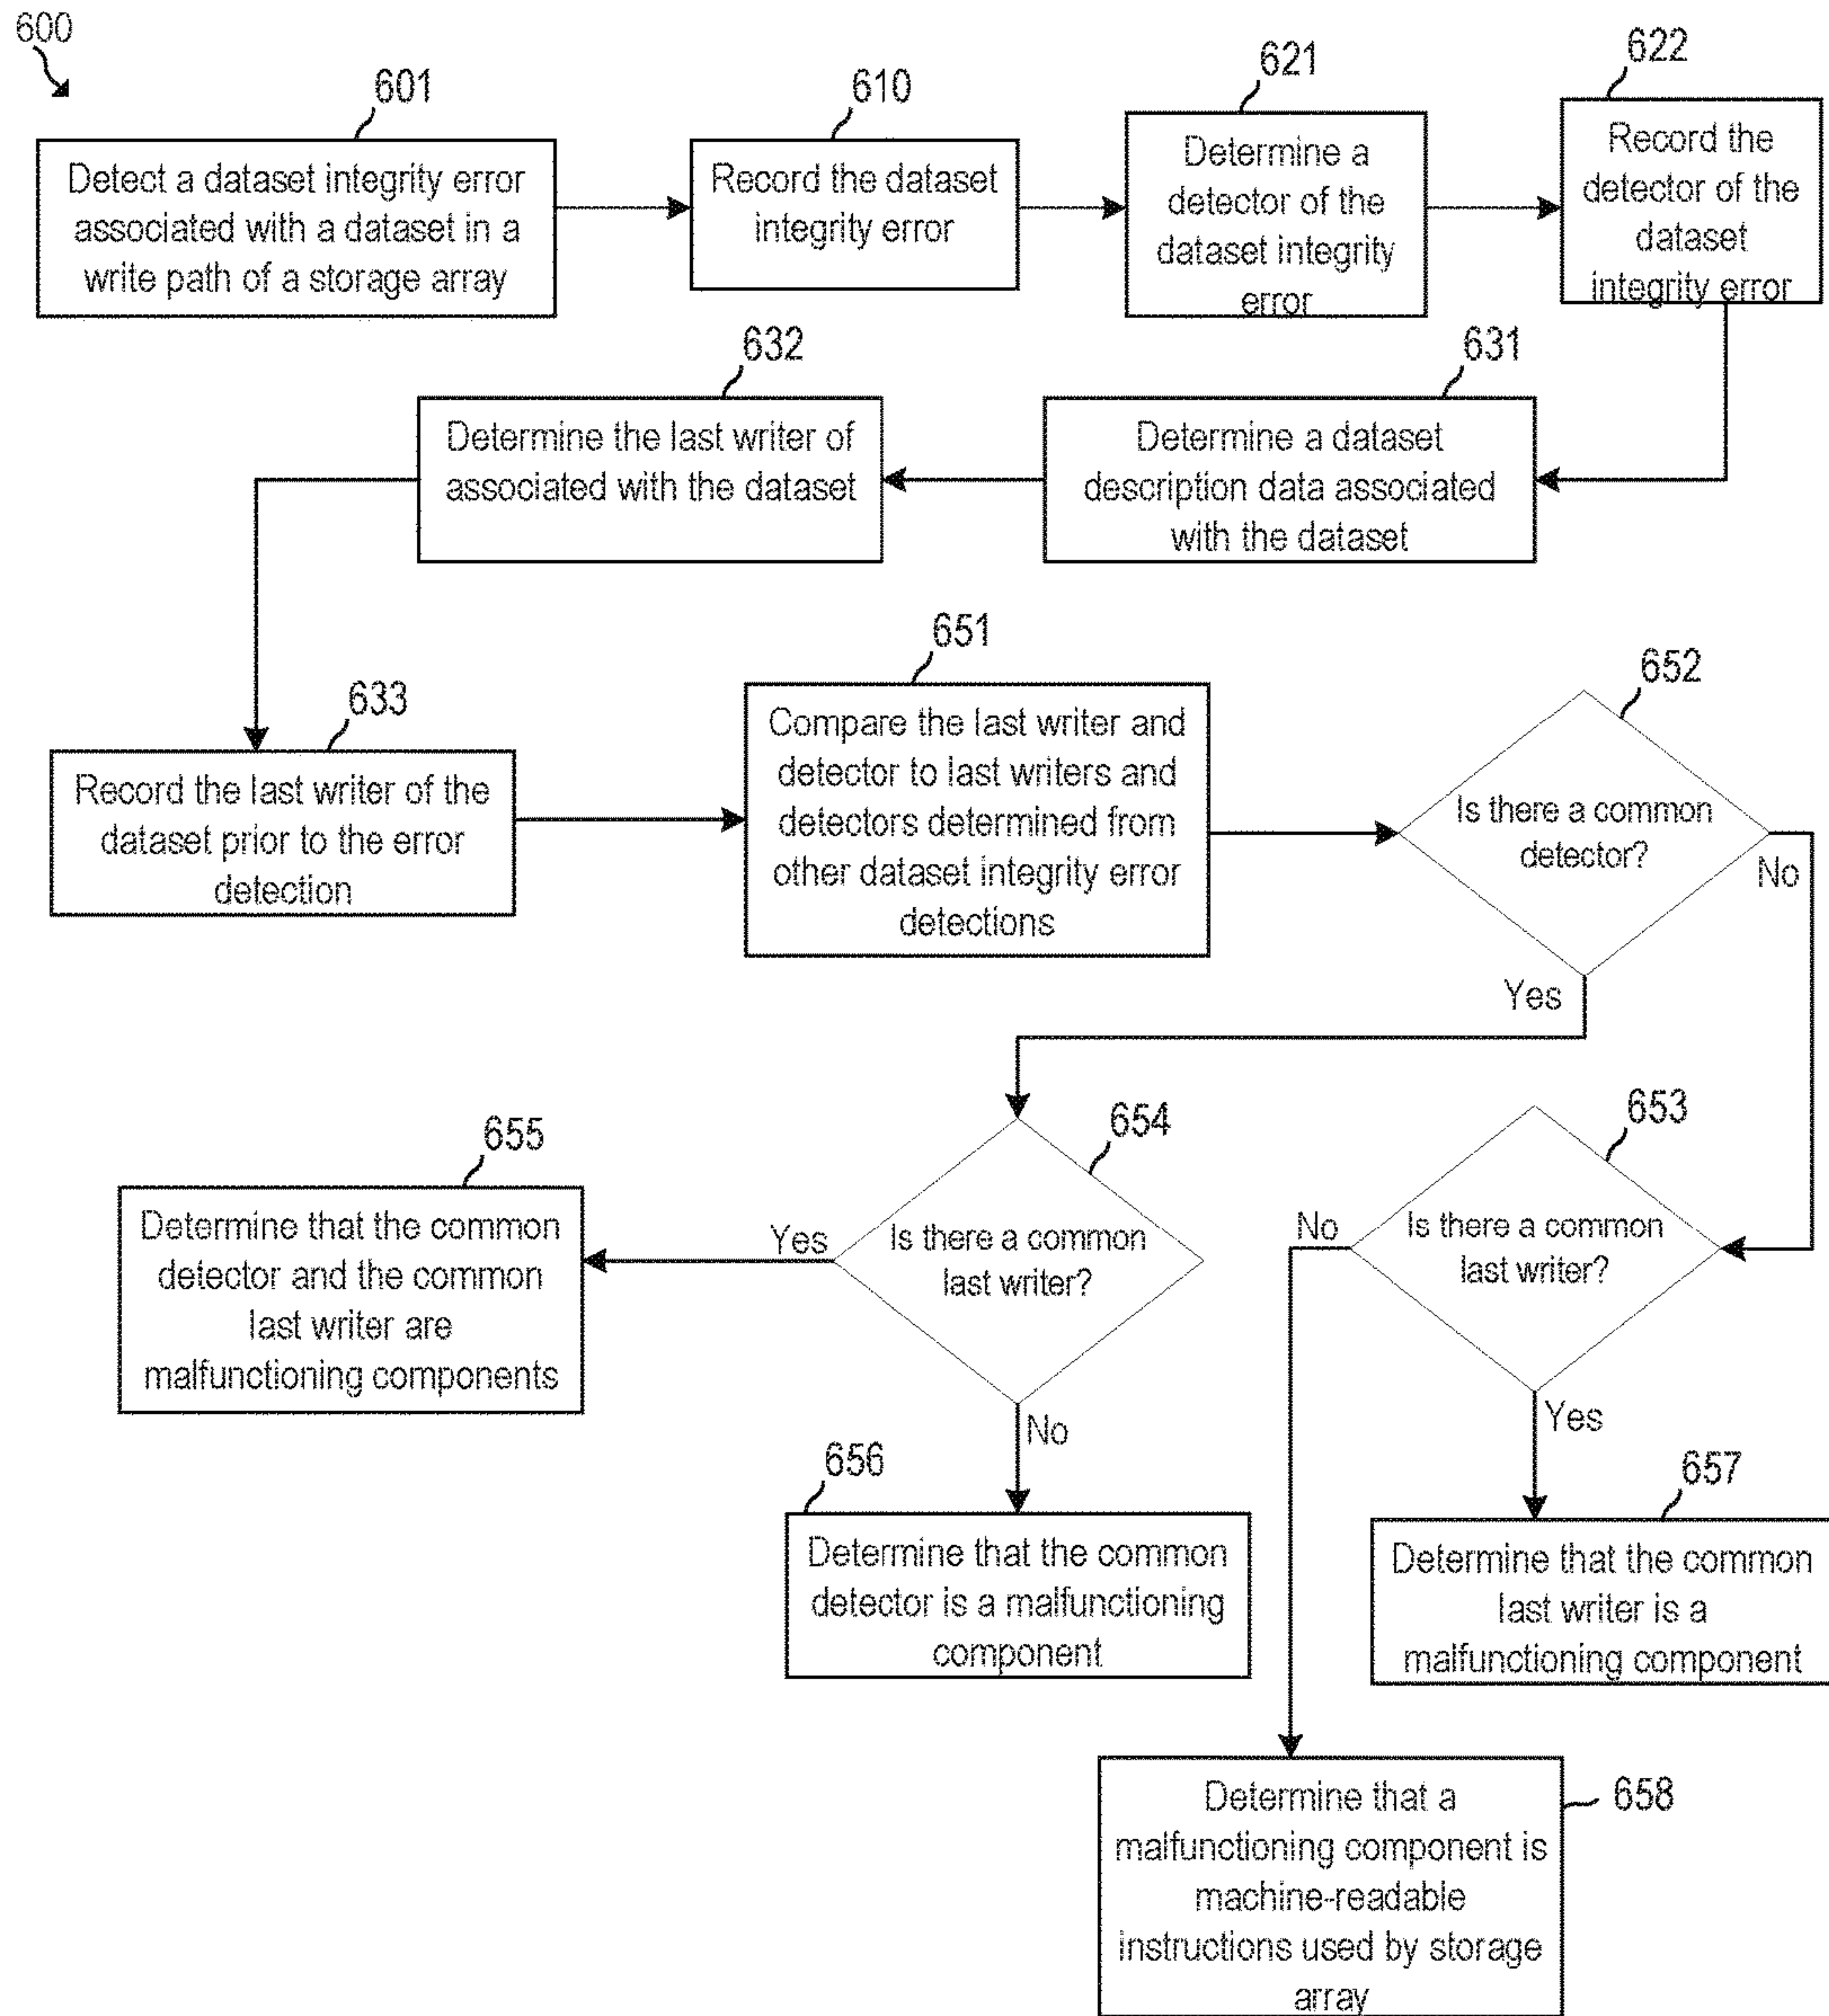 600
601
Detect a dataset integrity error
associated with a dataset in a
write path of a storage array
610
Record the dataset
integrity error
621
Determine a
detector of the
dataset integrity
error
622
Record the
detector of the
dataset
integrity error
631
Determine a dataset
description data associated
with the dataset
632
Determine the last writer of
associated with the dataset
633
Record the last writer of the
dataset prior to the error
detection
651
Compare the last writer and
detector to last writers and
detectors determined from
other dataset integrity error
detections
652
Is there a common
detector?
No
Yes
654
Is there a common
last writer?
Yes
No
653
Is there a common
last writer?
No
Yes
655
Determine that the common
detector and the common
last writer are
malfunctioning components
656
Determine that the common
detector is a malfunctioning
component
657
Determine that the common
last writer is a
malfunctioning component
658
Determine that a
malfunctioning component is
machine-readable
instructions used by storage
array